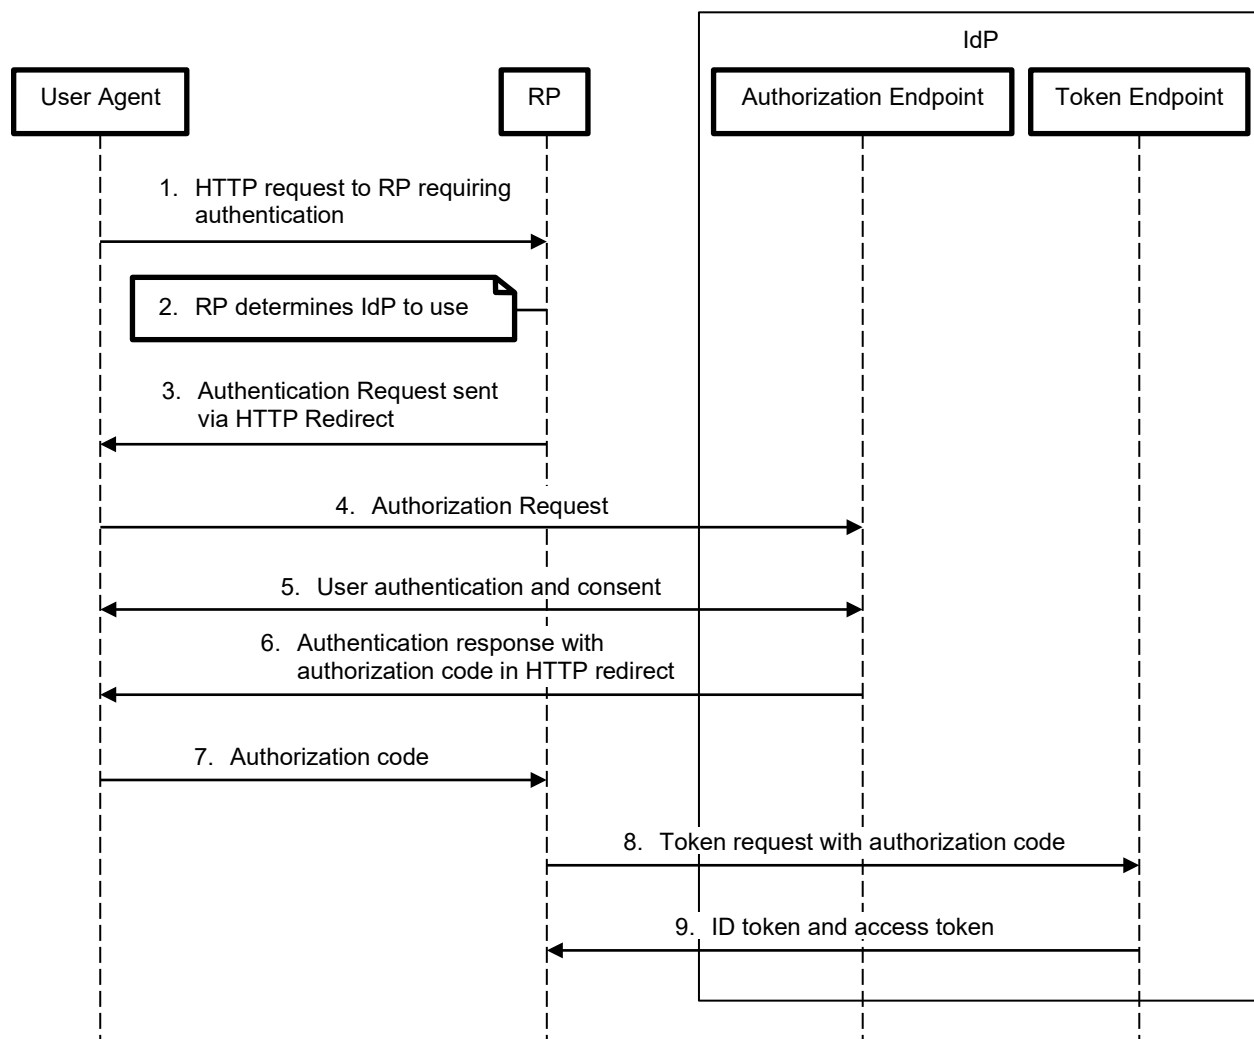 IdP
User Agent
RP
Authorization Endpoint
Token Endpoint
1. HTTP request to RP requiring
authentication
2. RP determines IdP to use
3. Authentication Request sent
via HTTP Redirect
4. Authorization Request
5. User authentication and consent
6. Authentication response with
authorization code in HTTP redirect
7. Authorization code
8. Token request with authorization code
9. ID token and access token